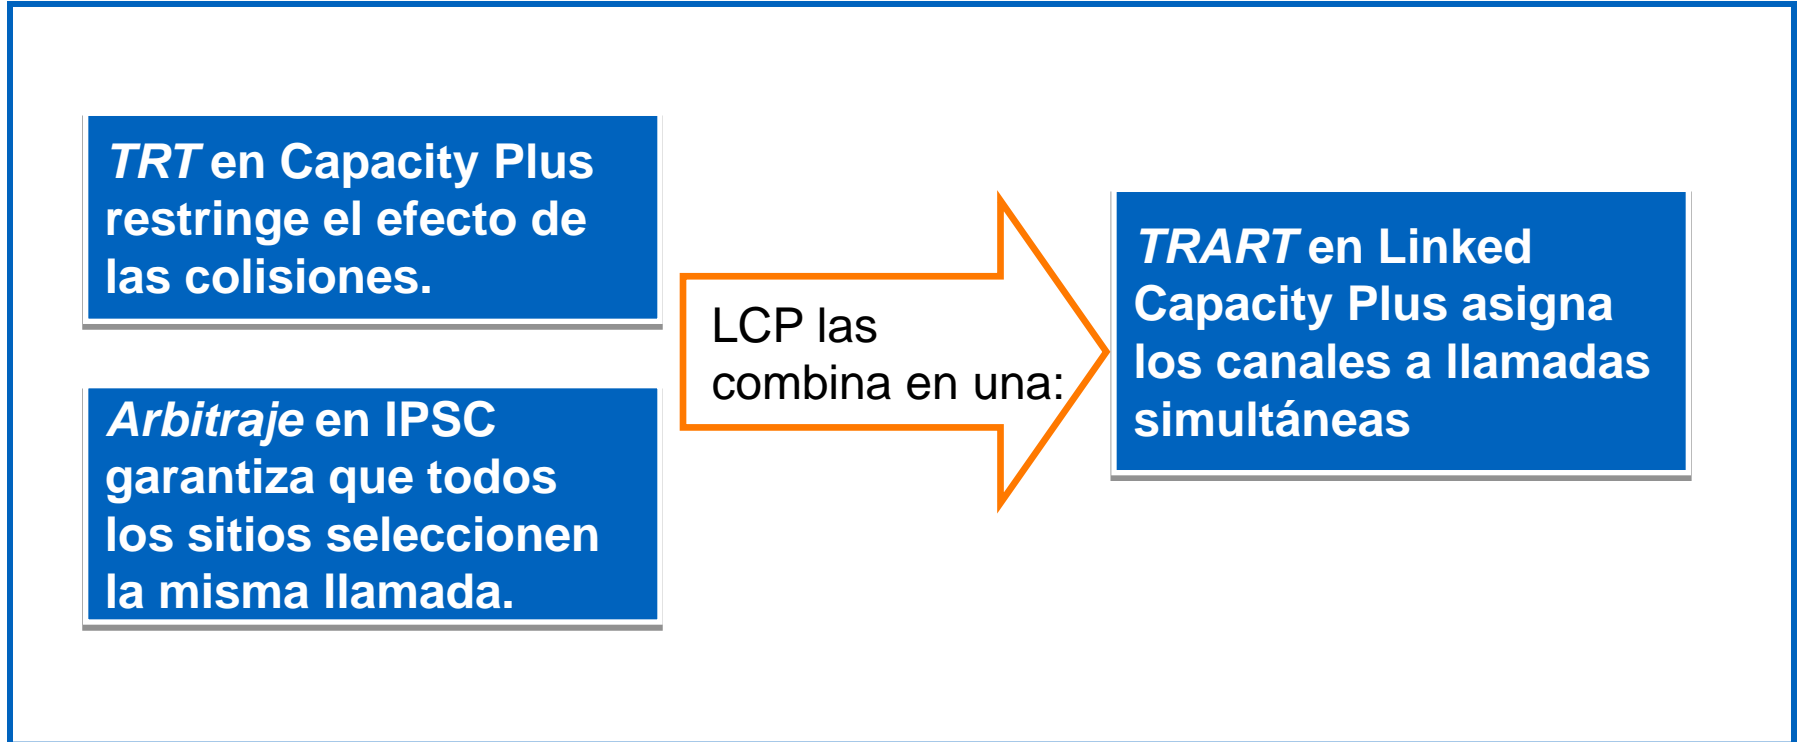 TRT en Capacity Plus
restringe el efecto de
las colisiones.
Arbitraje en IPSC
garantiza que todos
los sitios seleccionen
la misma llamada.
LCP las
combina en una:
TRART en Linked
Capacity Plus asigna
los canales a llamadas
simultáneas